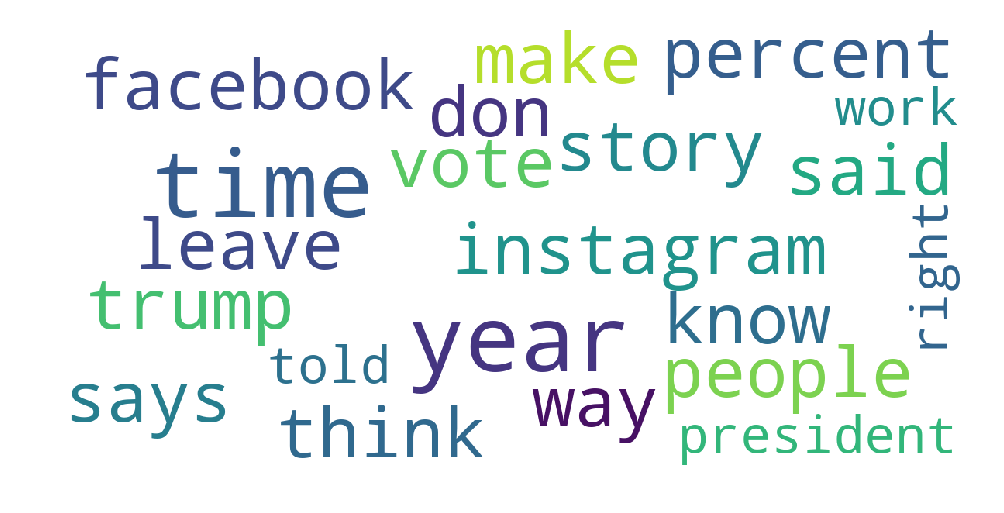 make
percent
facebook
don
work
vote
story
said
time
leave
instagram
right
trump
year
know
told
people
says
way
think
president